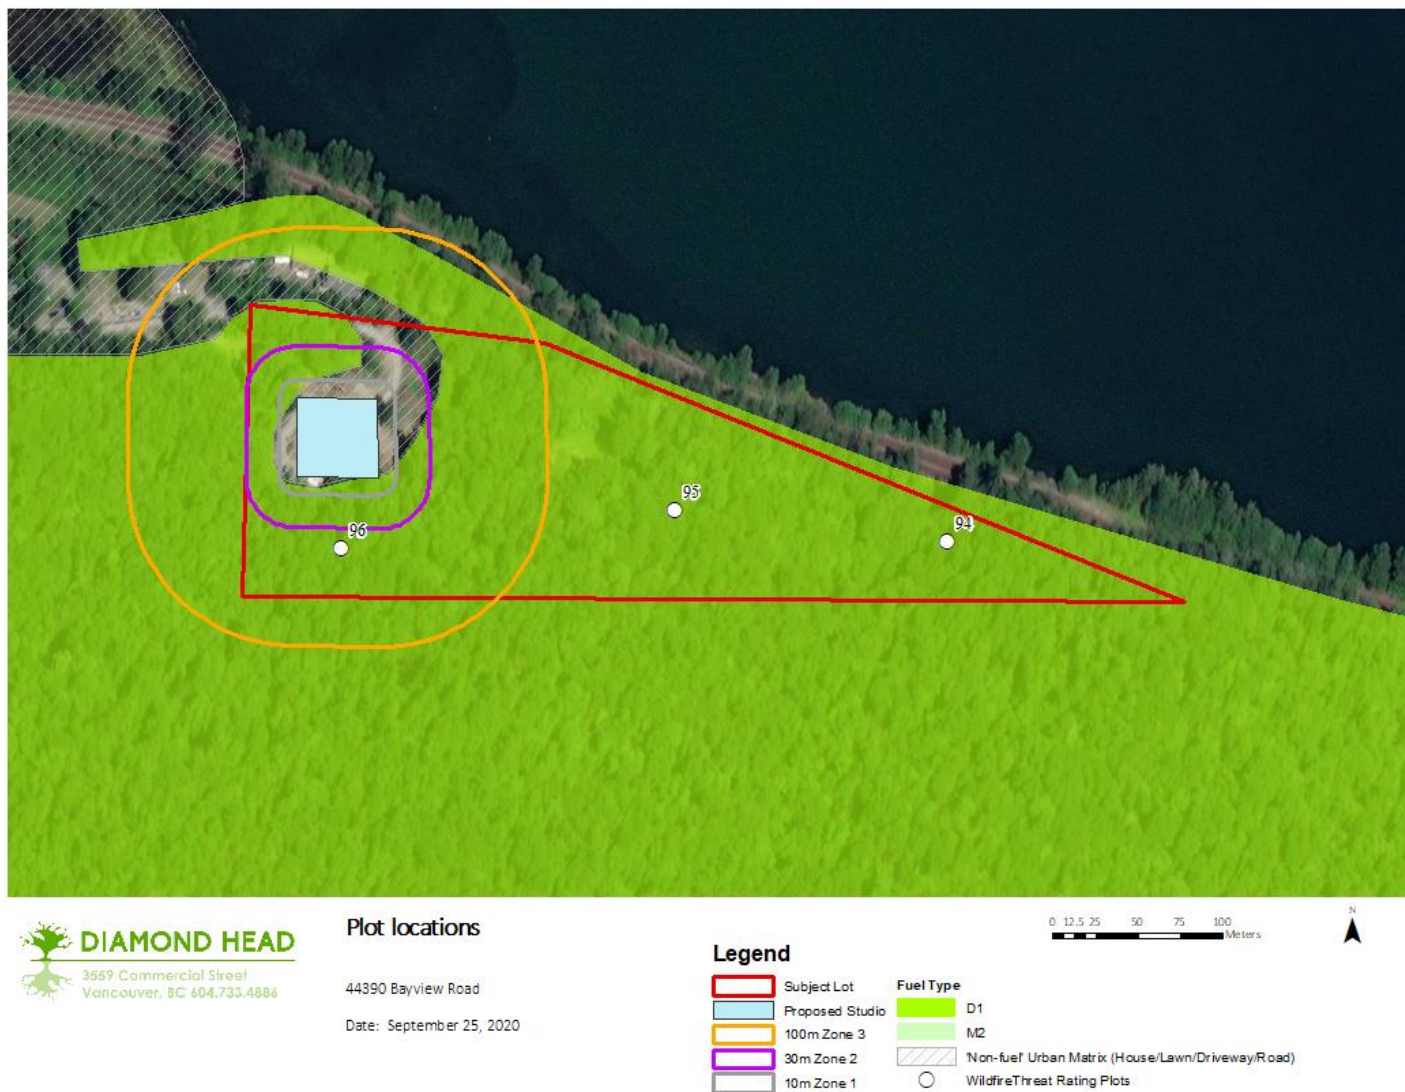 95
94
96
DIAMOND HEAD
3559 Commercial Street
Vancouver, BC 604.733.4886
Plot locations
44390 Bayview Road
Date: September 25, 2020
0 12.5 25 50 75 100
Meters
N
Legend
Subject Lot
Proposed Studio
100m Zone 3
30m Zone 2
10m Zone 1
Fuel Type
D1
M2
'Non-fuel' Urban Matrix (House/Lawn/Driveway/Road)
WildfireThreat Rating Plots